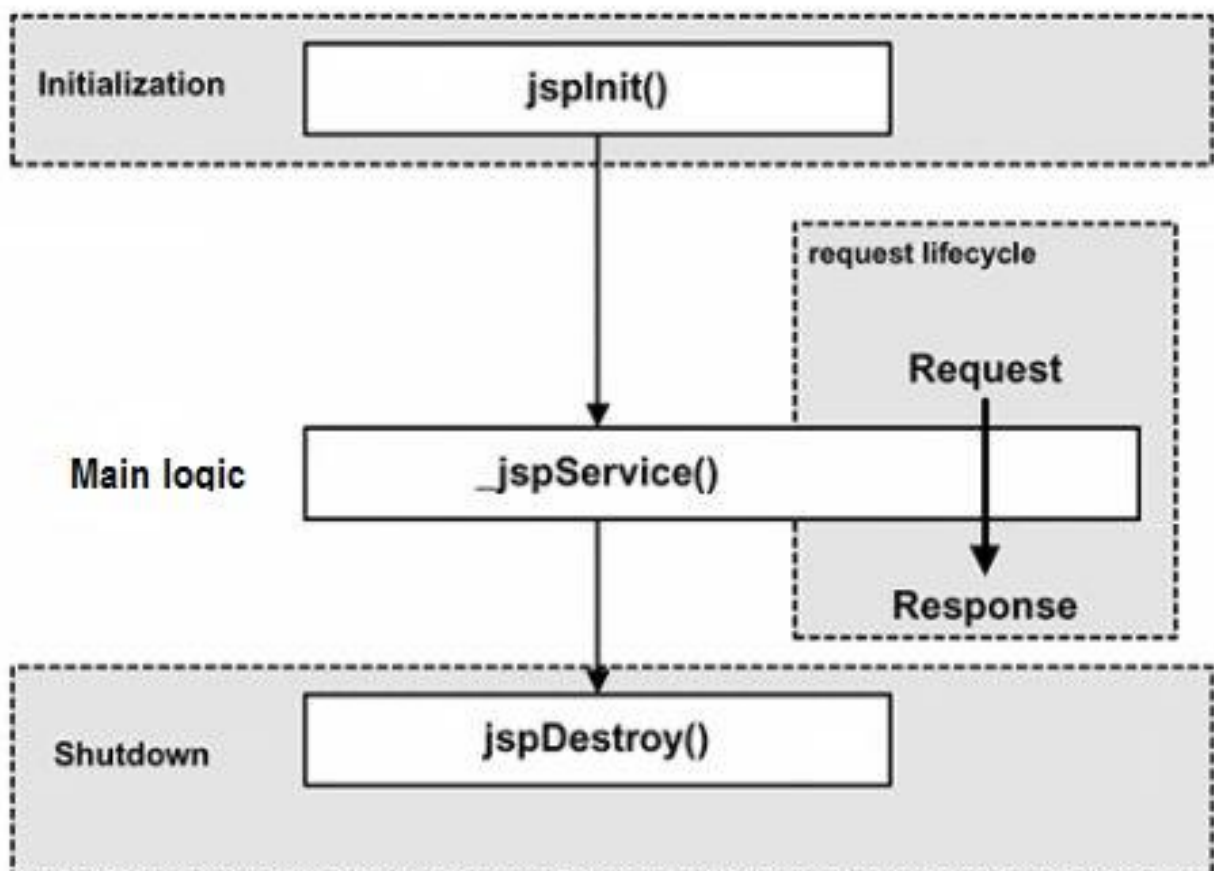 Initialization
jspInit()
request lifecycle
Request
Main logic
_jspService()
Response
jspDestroy()
Shutdown